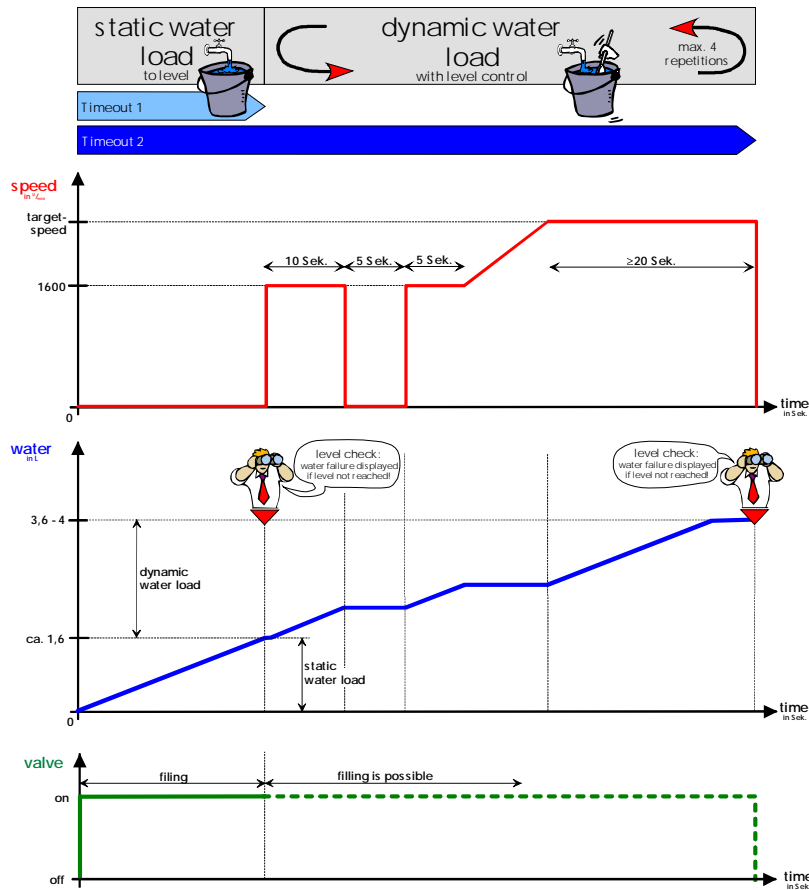 static water
load
to level
dynamic water
load
with level control
max. 4
repetitions
Timeout 1
Timeout 2
speed
target-
speed
10 Sek.
5 Sek.
5 Sek.
≥20 Sek.
1600
0
time
in Sek.
water
in L
level check:
water failure displayed
if level not reached!
level check:
water failure displayed
if level not reached!
3,6 - 4
dynamic
water load
ca. 1,6
static
water load
0
time
in Sek.
valve
filing
filling is possible
on
off
time
in Sek.